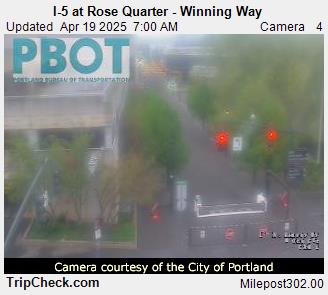 I-5 at Rose Quarter - Winning Way
Updated Apr 19 2025 7:00 AM Camera 4
PBOT
PORTLAND BUREAU OF TRANSPORTATION
Camera courtesy of the City of Portland
TripCheck.com Milepost302.00